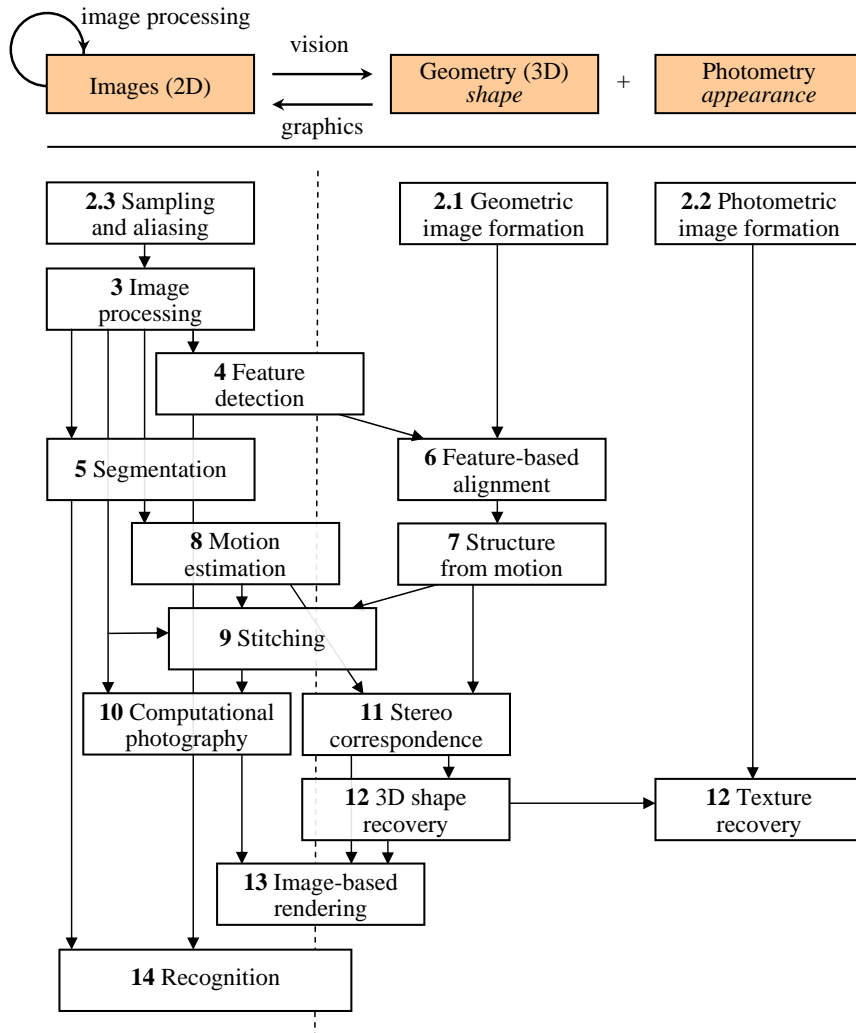 image processing
Images (2D)
vision
graphics
Geometry (3D)
shape
+
Photometry
appearance
2.3 Sampling
and aliasing
2.1 Geometric
image formation
2.2 Photometric
image formation
3 Image
processing
4 Feature
detection
5 Segmentation
6 Feature-based
alignment
8 Motion
estimation
7 Structure
from motion
9 Stitching
10 Computational
photography
11 Stereo
correspondence
12 3D shape
recovery
12 Texture
recovery
13 Image-based
rendering
14 Recognition